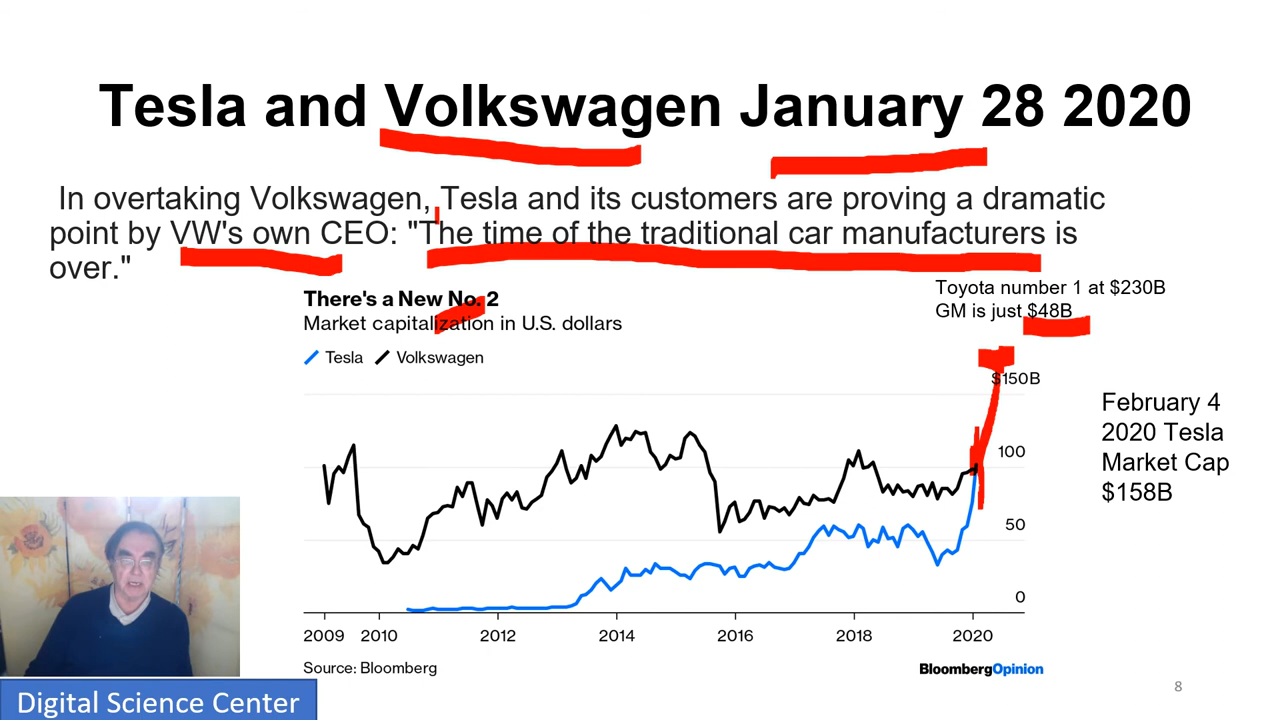 Tesla and Volkswagen January 28 2020
In overtaking Volkswagen, Tesla and its customers are proving a dramatic
point by VW's own CEO: "The time of the traditional car manufacturers is
over."
Toyota number 1 at $230B
GM is just $48B
There's a New No. 2
Market capitalization in U.S. dollars
Tesla Volkswagen
$150B
100
50
0
February 4
2020 Tesla
Market Cap
$158B
2009 2010 2012 2014 2016 2018 2020
Source: Bloomberg
BloombergOpinion
8
Digital Science Center